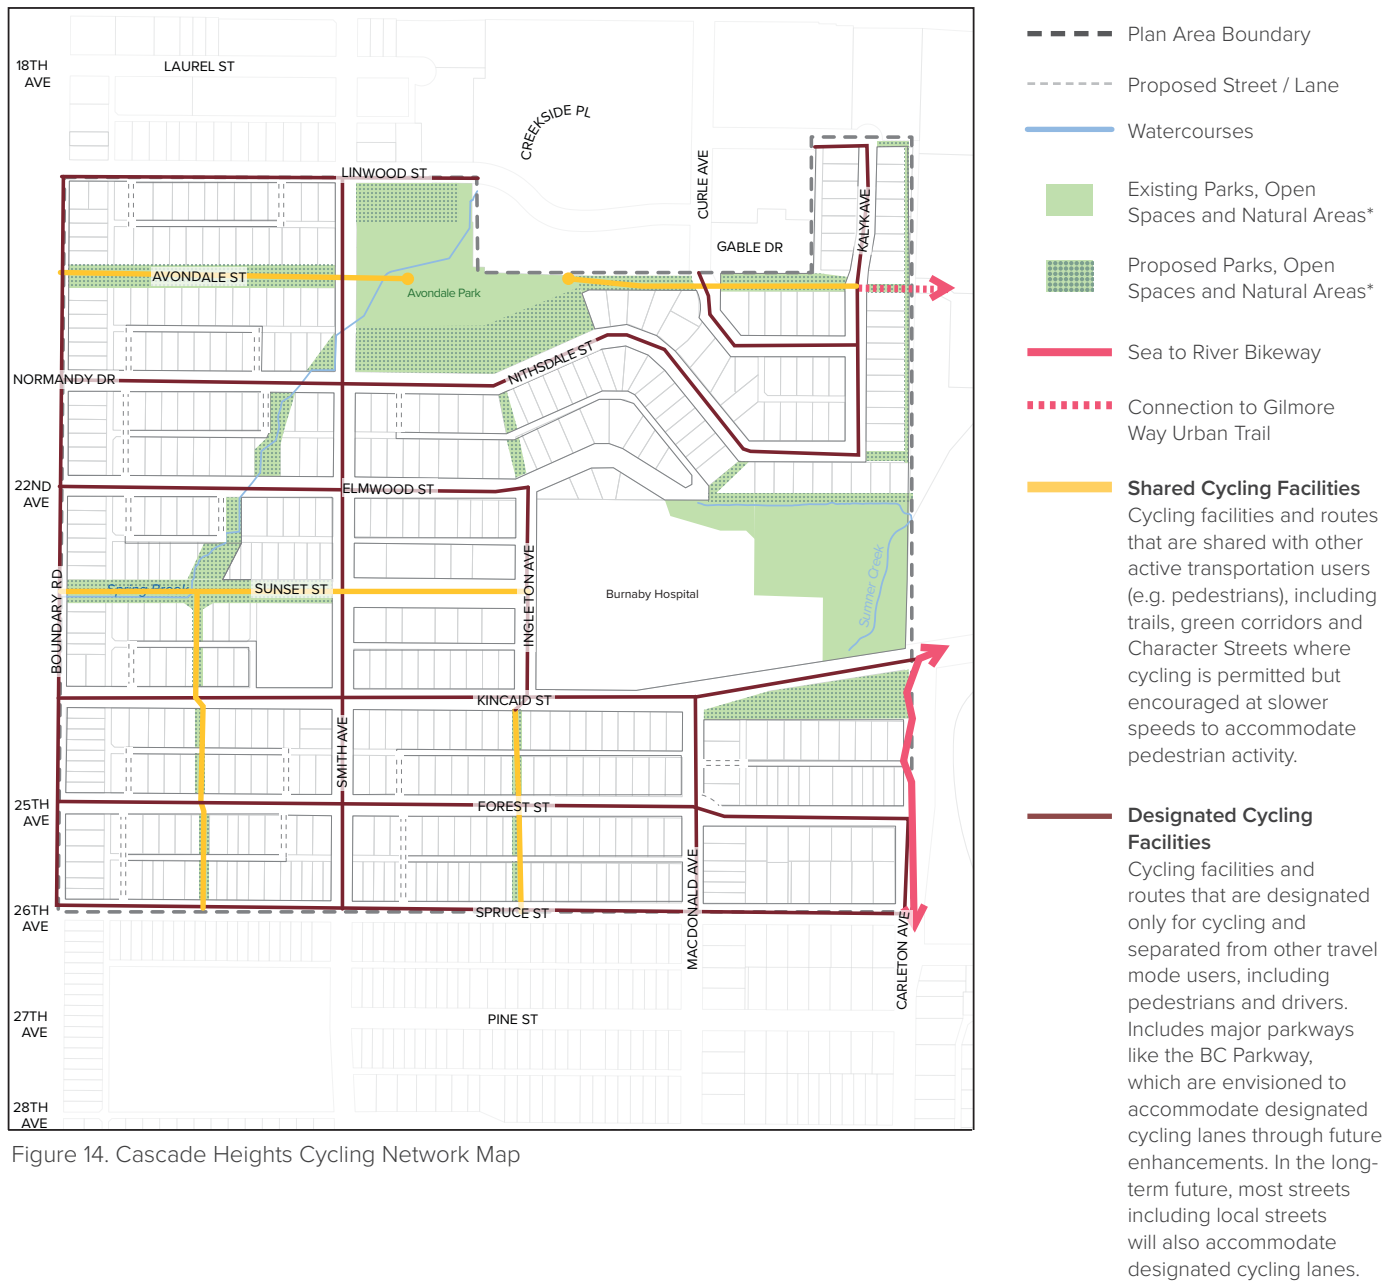 18TH
AVE
LAUREL ST
CREEKSIDE PL
LINWOOD ST
CURLE AVE
KALYK AVE
GABLE DR
AVONDALE ST
Avondale Park
NORMANDY DR
NITHSDALE ST
22ND
AVE
ELMWOOD ST
INGLETON AVE
Sumner Creek
BOUNDARY RD
Spring Brook
SUNSET ST
Burnaby Hospital
KINCAID ST
SMITH AVE
25TH
AVE
FOREST ST
MACDONALD AVE
26TH
AVE
SPRUCE ST
CARLETON AVE
27TH
AVE
PINE ST
28TH
AVE
Figure 14. Cascade Heights Cycling Network Map
Plan Area Boundary
Proposed Street / Lane
Watercourses
Existing Parks, Open
Spaces and Natural Areas*
Proposed Parks, Open
Spaces and Natural Areas*
Sea to River Bikeway
Connection to Gilmore
Way Urban Trail
Shared Cycling Facilities
Cycling facilities and routes
that are shared with other
active transportation users
(e.g. pedestrians), including
trails, green corridors and
Character Streets where
cycling is permitted but
encouraged at slower
speeds to accommodate
pedestrian activity.
Designated Cycling
Facilities
Cycling facilities and
routes that are designated
only for cycling and
separated from other travel
mode users, including
pedestrians and drivers.
Includes major parkways
like the BC Parkway,
which are envisioned to
accommodate designated
cycling lanes through future
enhancements. In the long-
term future, most streets
including local streets
will also accommodate
designated cycling lanes.